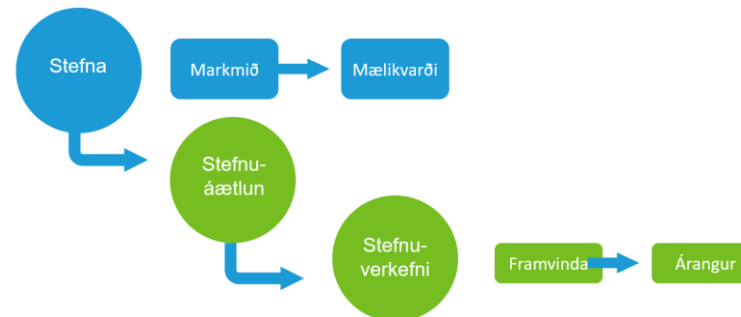 Stefna
Markmið
Mælikvarði
Stefnu-
áætlun
Stefnu-
verkefni
Framvinda
Árangur